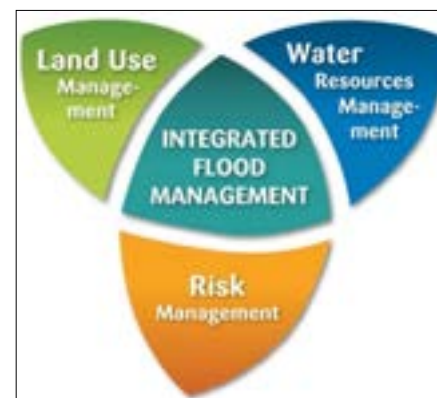 Land Use
Manage-
ment
Water
Resources
Manage-
ment
INTEGRATED
FLOOD
MANAGEMENT
Risk
Management